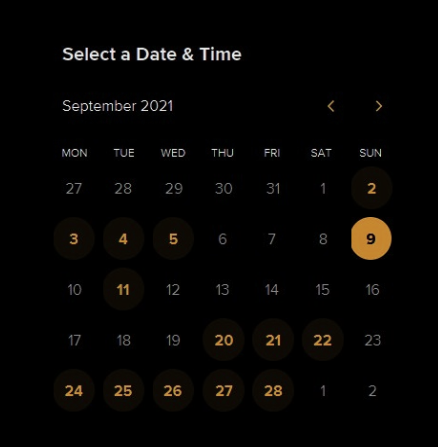 Select a Date & Time
September 2021
MON TUE WED THU FRI SAT SUN
27 28 29 30 31 1 2
3 4 5 6 7 8 9
10 11 12 13 14 15 16
17 18 19 20 21 22 23
24 25 26 27 28 1 2